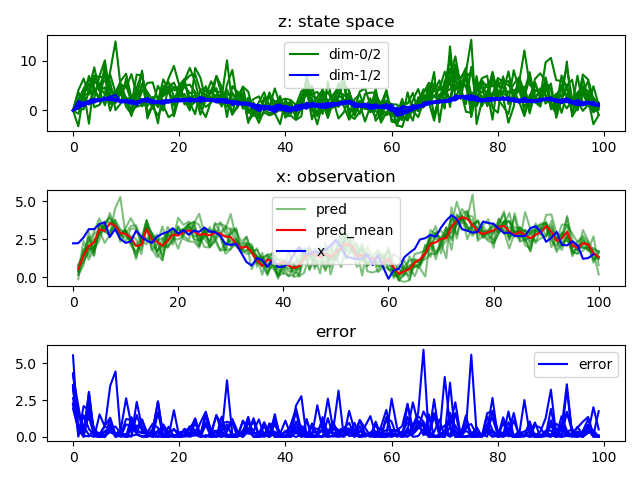 z: state space
10
0
dim-0/2
dim-1/2
0 20 40 60 80 100
x: observation
5.0
2.5
0.0
pred
pred_mean
x
0 20 40 60 80 100
error
5.0
2.5
0.0
error
0 20 40 60 80 100